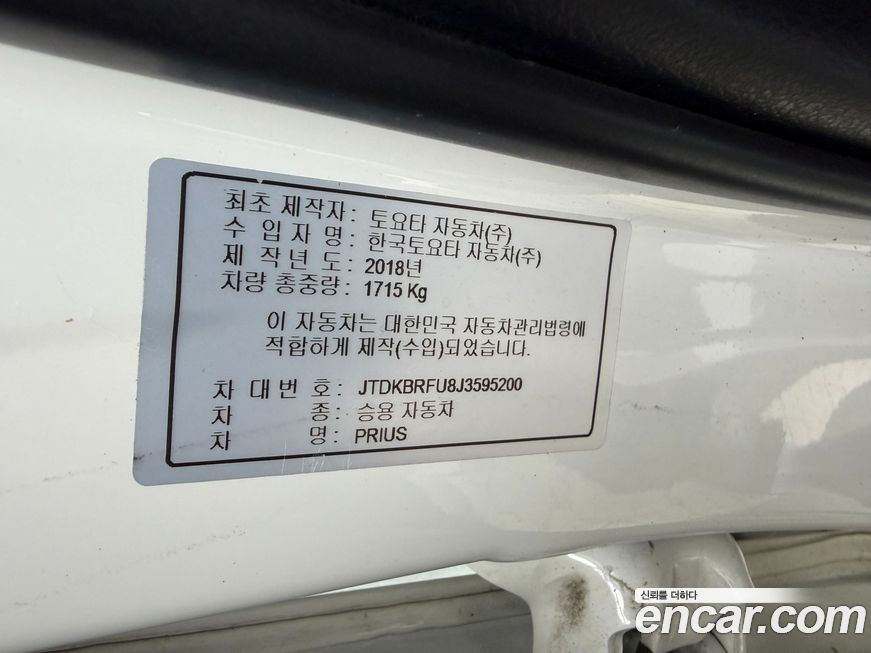 최초 제작자 : 토요타 자동차(주)
수 입 자 명 : 한국토요타 자동차(주)
제 작 년 도 : 2018년
차량 총중량 : 1715 Kg
이 자동차는 대한민국 자동차관리법령에
적합하게 제작(수입)되었습니다.
차 대 번 호 : JTDKBRFU8J3595200
차 종 : 승용 자동차
차 명 : PRIUS
신뢰를 더하다
encar.com